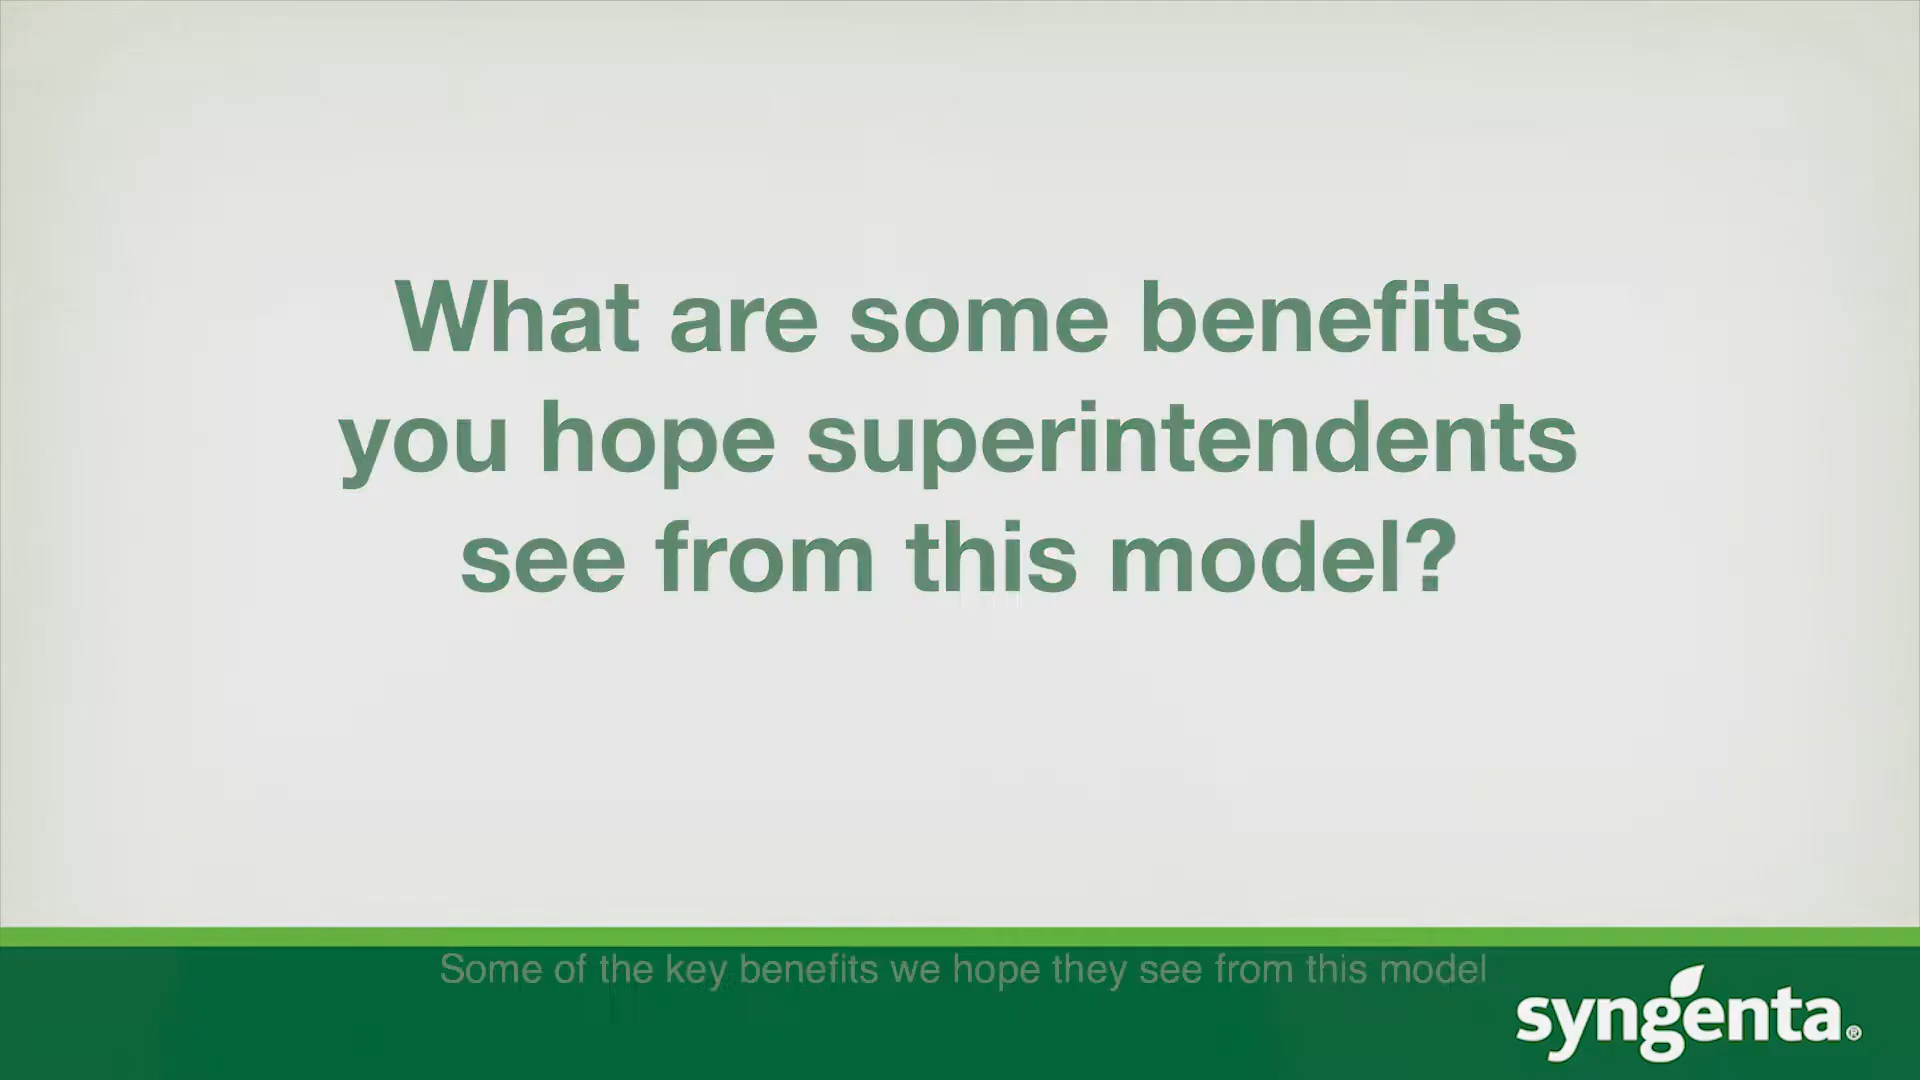 What are some benefits
you hope superintendents
see from this model?
Some of the key benefits we hope they see from this model
syngenta®